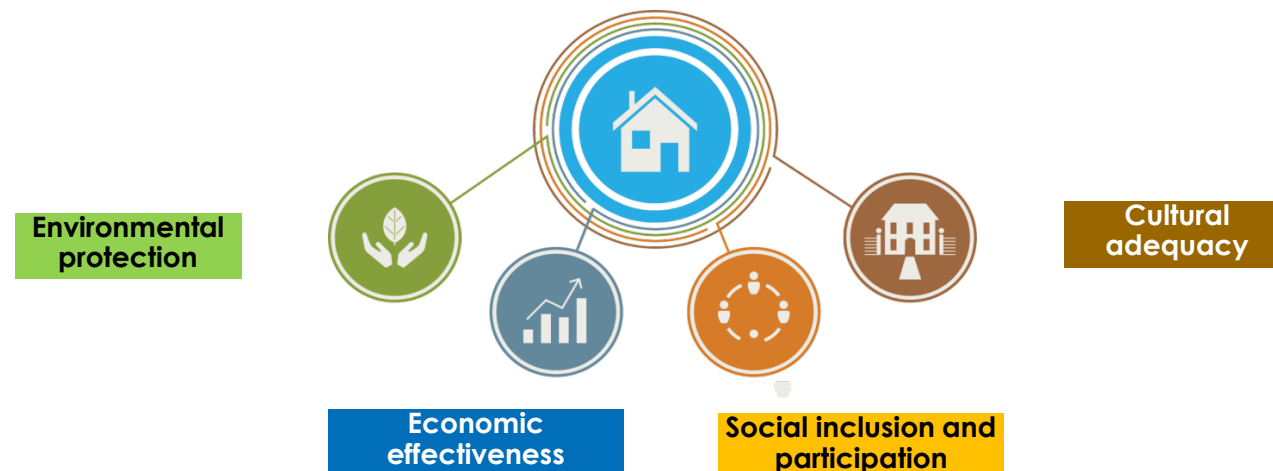 Environmental
protection
Cultural
adequacy
Economic
effectiveness
Social inclusion and
participation